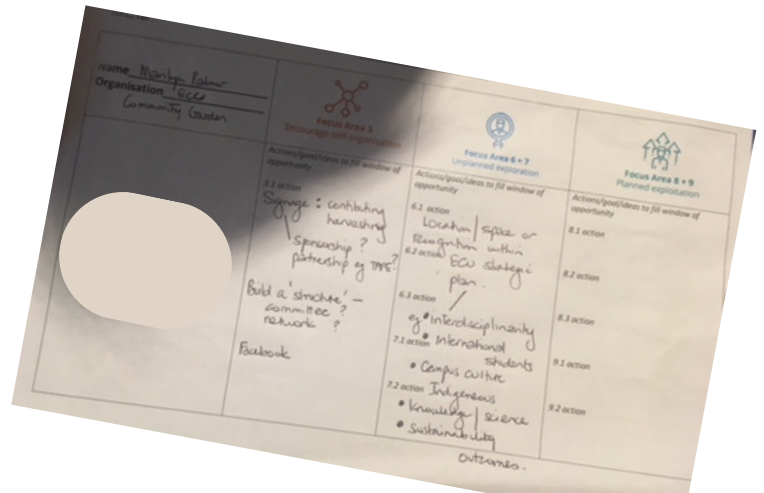 Name Marilyn Palmer
Organisation ECU
Community Garden
Focus Area 3
Encourage self-organisation
Actions/goal/ideas to fill window of
opportunity
3.1 action
Signage : contributing
harvesting
Sponsorship ?
partnership eg TAFE?
Build a 'structure' –
committee ?
network ?
Facebook
Focus Area 6 + 7
Unplanned exploration
Actions/goal/ideas to fill window of
opportunity
6.1 action
Location / space or
recognition within
6.2 action ECU strategic
plan.
6.3 action
eg • Interdisciplinarity
7.1 action • International
students
• Campus culture
7.2 action Indigenous
• Knowledge / science
• Sustainability
outcomes.
Focus Area 8 + 9
Planned exploitation
Actions/goal/ideas to fill window of
opportunity
8.1 action
8.2 action
8.3 action
9.1 action
9.2 action